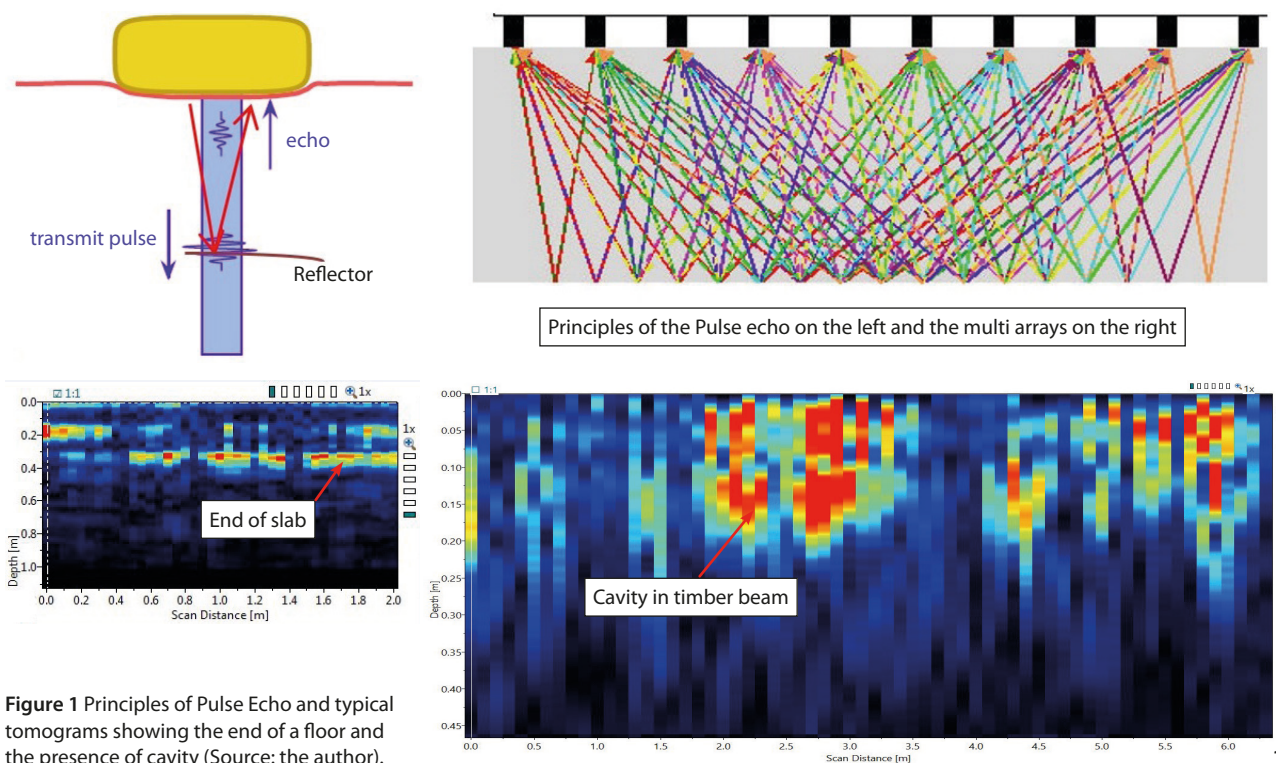 echo
transmit pulse
Reflector
Principles of the Pulse echo on the left and the multi arrays on the right
1:1
1x
0.0
0.2
0.4
0.6
0.8
1.0
Depth [m]
1x
End of slab
0.0 0.2 0.4 0.6 0.8 1.0 1.2 1.4 1.6 1.8 2.0
Scan Distance [m]
1:1
1x
0.00
0.05
0.10
0.15
0.20
0.25
0.30
0.35
0.40
0.45
Depth [m]
Cavity in timber beam
0.0 0.5 1.0 1.5 2.0 2.5 3.0 3.5 4.0 4.5 5.0 5.5 6.0
Scan Distance [m]
Figure 1 Principles of Pulse Echo and typical
tomograms showing the end of a floor and
the presence of cavity (Source: the author).